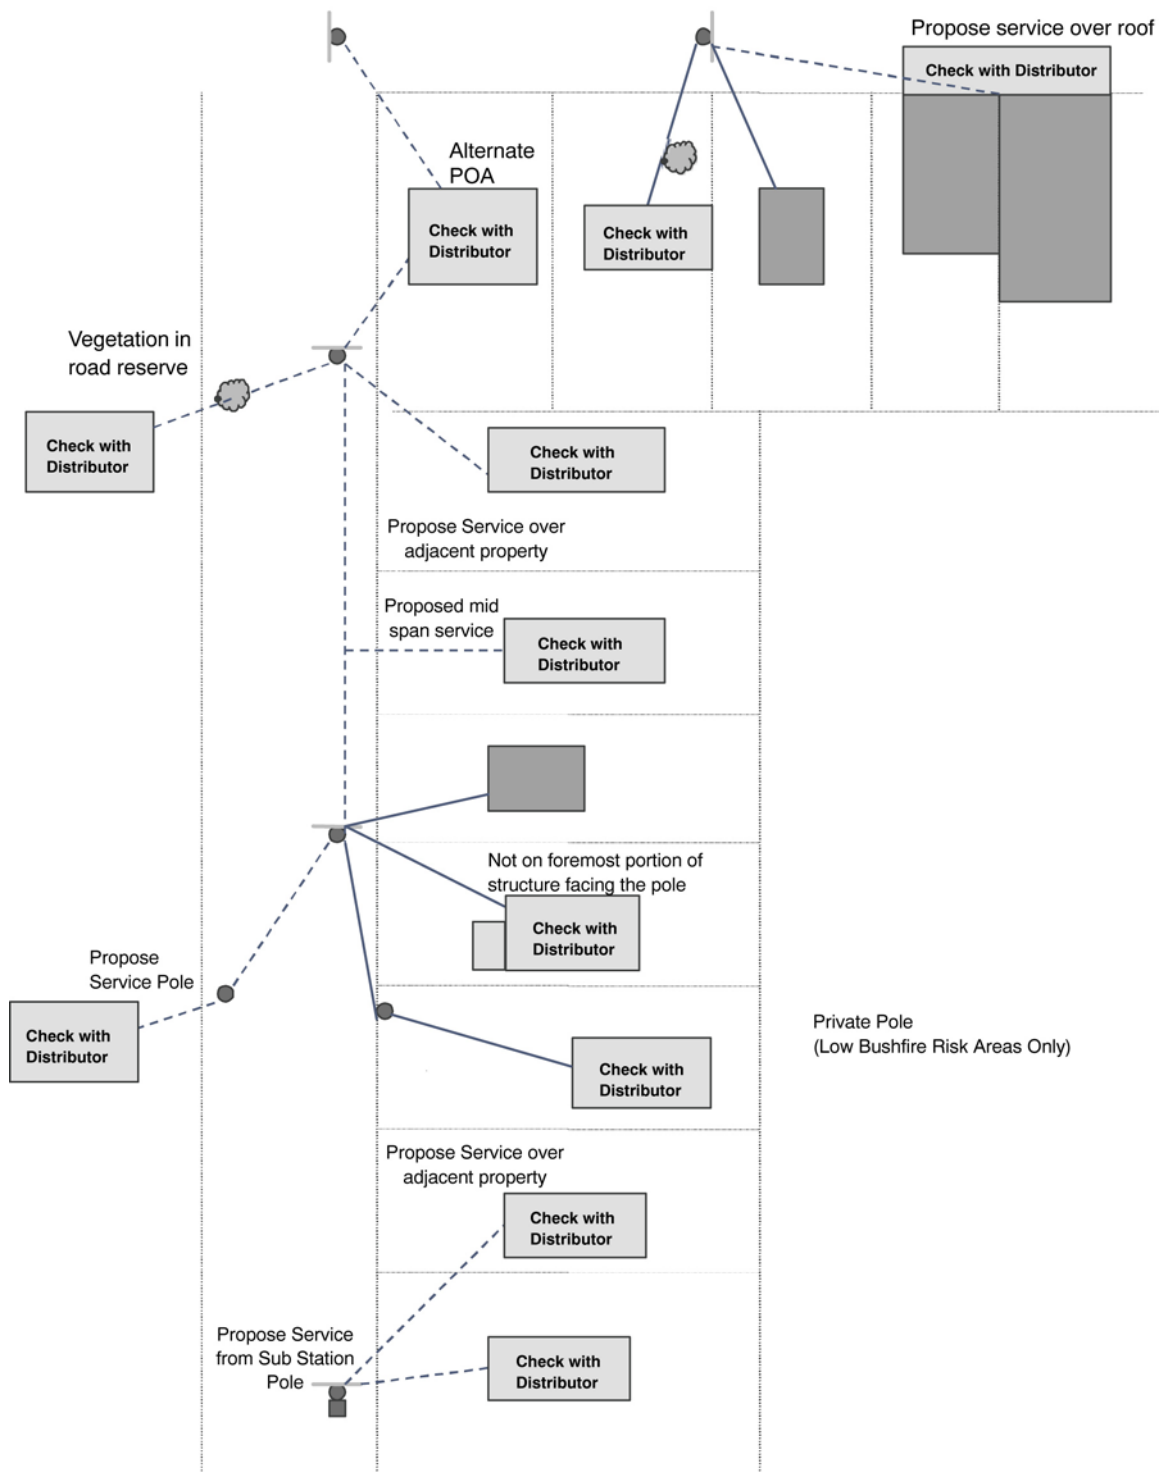 Propose service over roof
Check with Distributor
Alternate
POA
Check with
Distributor
Check with
Distributor
Vegetation in
road reserve
Check with
Distributor
Check with
Distributor
Propose Service over
adjacent property
Proposed mid
span service
Check with
Distributor
Not on foremost portion of
structure facing the pole
Check with
Distributor
Propose
Service Pole
Check with
Distributor
Private Pole
(Low Bushfire Risk Areas Only)
Check with
Distributor
Propose Service over
adjacent property
Check with
Distributor
Propose Service
from Sub Station
Pole
Check with
Distributor